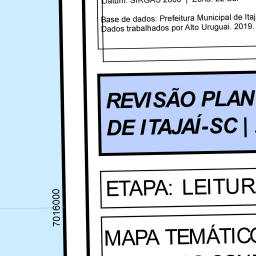 Datum: SIRGAS 2000 | Zona: 22
Base de dados: Prefeitura Municipal de Itaj
Dados trabalhados por Alto Uruguai. 2019.
REVISÃO PLAN
DE ITAJAÍ-SC |
ETAPA: LEITUR
MAPA TEMÁTICO
7016000